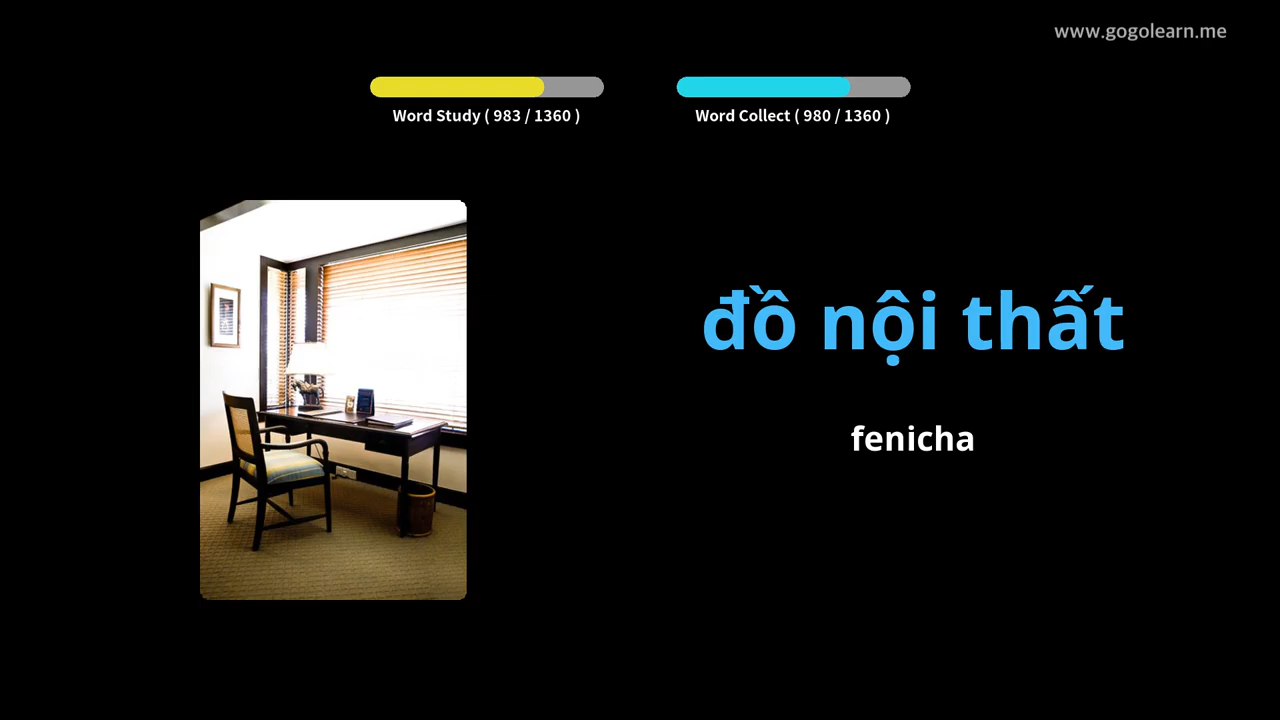 www.gogolearn.me
Word Study ( 983 / 1360 )
Word Collect ( 980 / 1360 )
đồ nội thất
fenicha